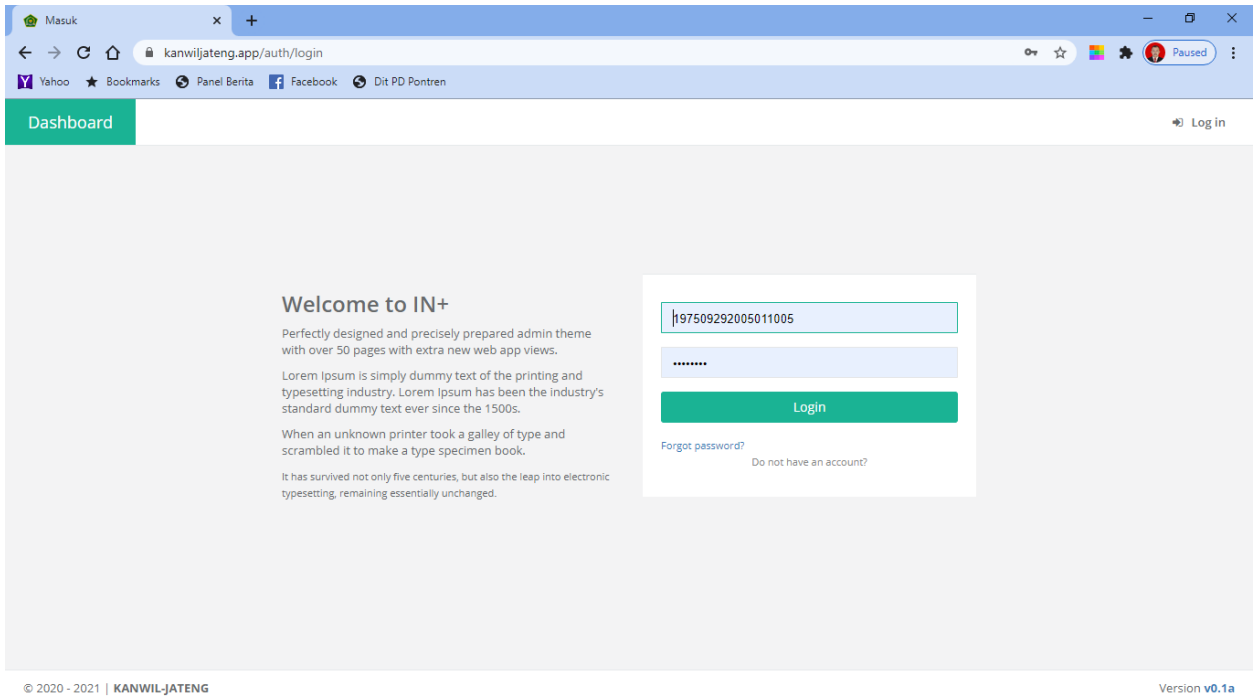 Masuk
kanwiljateng.app/auth/login
Paused
Yahoo Bookmarks Panel Berita Facebook Dit PD Pontren
Dashboard
Log in
Welcome to IN+
Perfectly designed and precisely prepared admin theme
with over 50 pages with extra new web app views.
Lorem Ipsum is simply dummy text of the printing and
typesetting industry. Lorem Ipsum has been the industry's
standard dummy text ever since the 1500s.
When an unknown printer took a galley of type and
scrambled it to make a type specimen book.
It has survived not only five centuries, but also the leap into electronic
typesetting, remaining essentially unchanged.
197509292005011005
••••••••
Login
Forgot password?
Do not have an account?
© 2020 - 2021 | KANWIL-JATENG
Version v0.1a